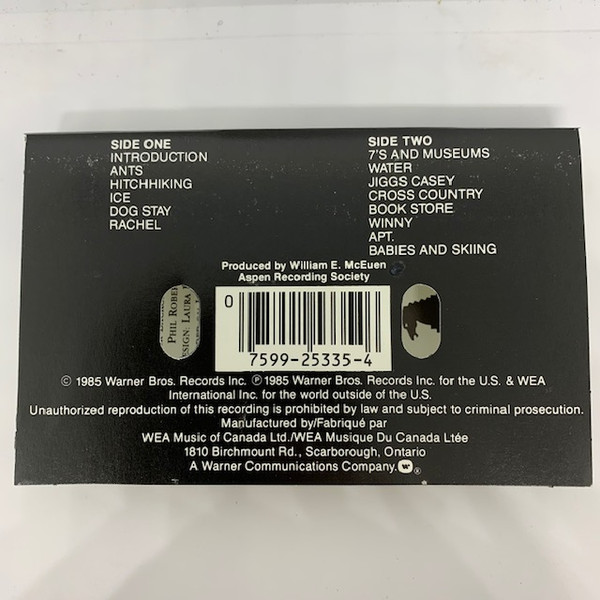 SIDE ONE
INTRODUCTION
ANTS
HITCHHIKING
ICE
DOG STAY
RACHEL
SIDE TWO
7'S AND MUSEUMS
WATER
JIGGS CASEY
CROSS COUNTRY
BOOK STORE
WINNY
APT.
BABIES AND SKIING
Produced by William E. McEuen
Aspen Recording Society
PHIL ROBE
ESIGN: LAURA
0
7599-25335-4
© 1985 Warner Bros. Records Inc. ℗ 1985 Warner Bros. Records Inc. for the U.S. & WEA
International Inc. for the world outside of the U.S.
Unauthorized reproduction of this recording is prohibited by law and subject to criminal prosecution.
Manufactured by/Fabriqué par
WEA Music of Canada Ltd./WEA Musique Du Canada Ltée
1810 Birchmount Rd., Scarborough, Ontario
A Warner Communications Company. ®